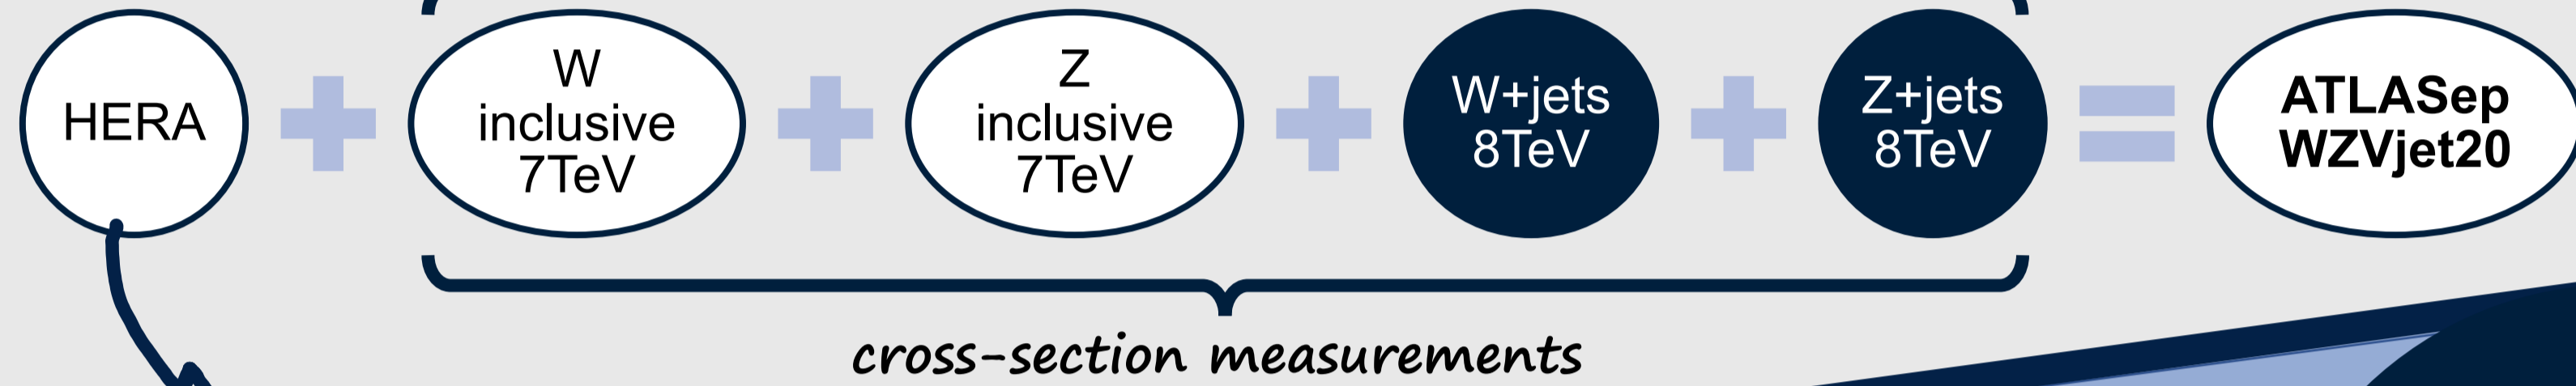 HERA
W
inclusive
7TeV
Z
inclusive
7TeV
W+jets
8TeV
Z+jets
8TeV
ATLASep
WZVjet20
cross-section measurements